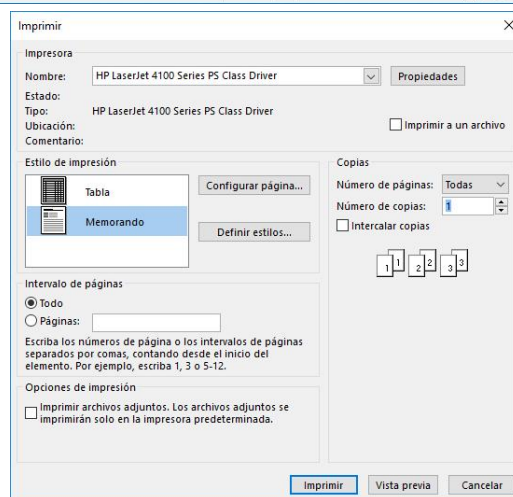 Imprimir
Impresora
Nombre: HP LaserJet 4100 Series PS Class Driver Propiedades
Estado:
Tipo: HP LaserJet 4100 Series PS Class Driver
Ubicación: Imprimir a un archivo
Comentario:
Estilo de impresión
Tabla
Memorando
Configurar página...
Definir estilos...
Copias
Número de páginas: Todas
Número de copias: 1
Intercalar copias
1 1 2 2 3 3
Intervalo de páginas
Todo
Páginas:
Escriba los números de página o los intervalos de páginas
separados por comas, contando desde el inicio del
elemento. Por ejemplo, escriba 1, 3 o 5-12.
Opciones de impresión
Imprimir archivos adjuntos. Los archivos adjuntos se
imprimirán solo en la impresora predeterminada.
Imprimir Vista previa Cancelar